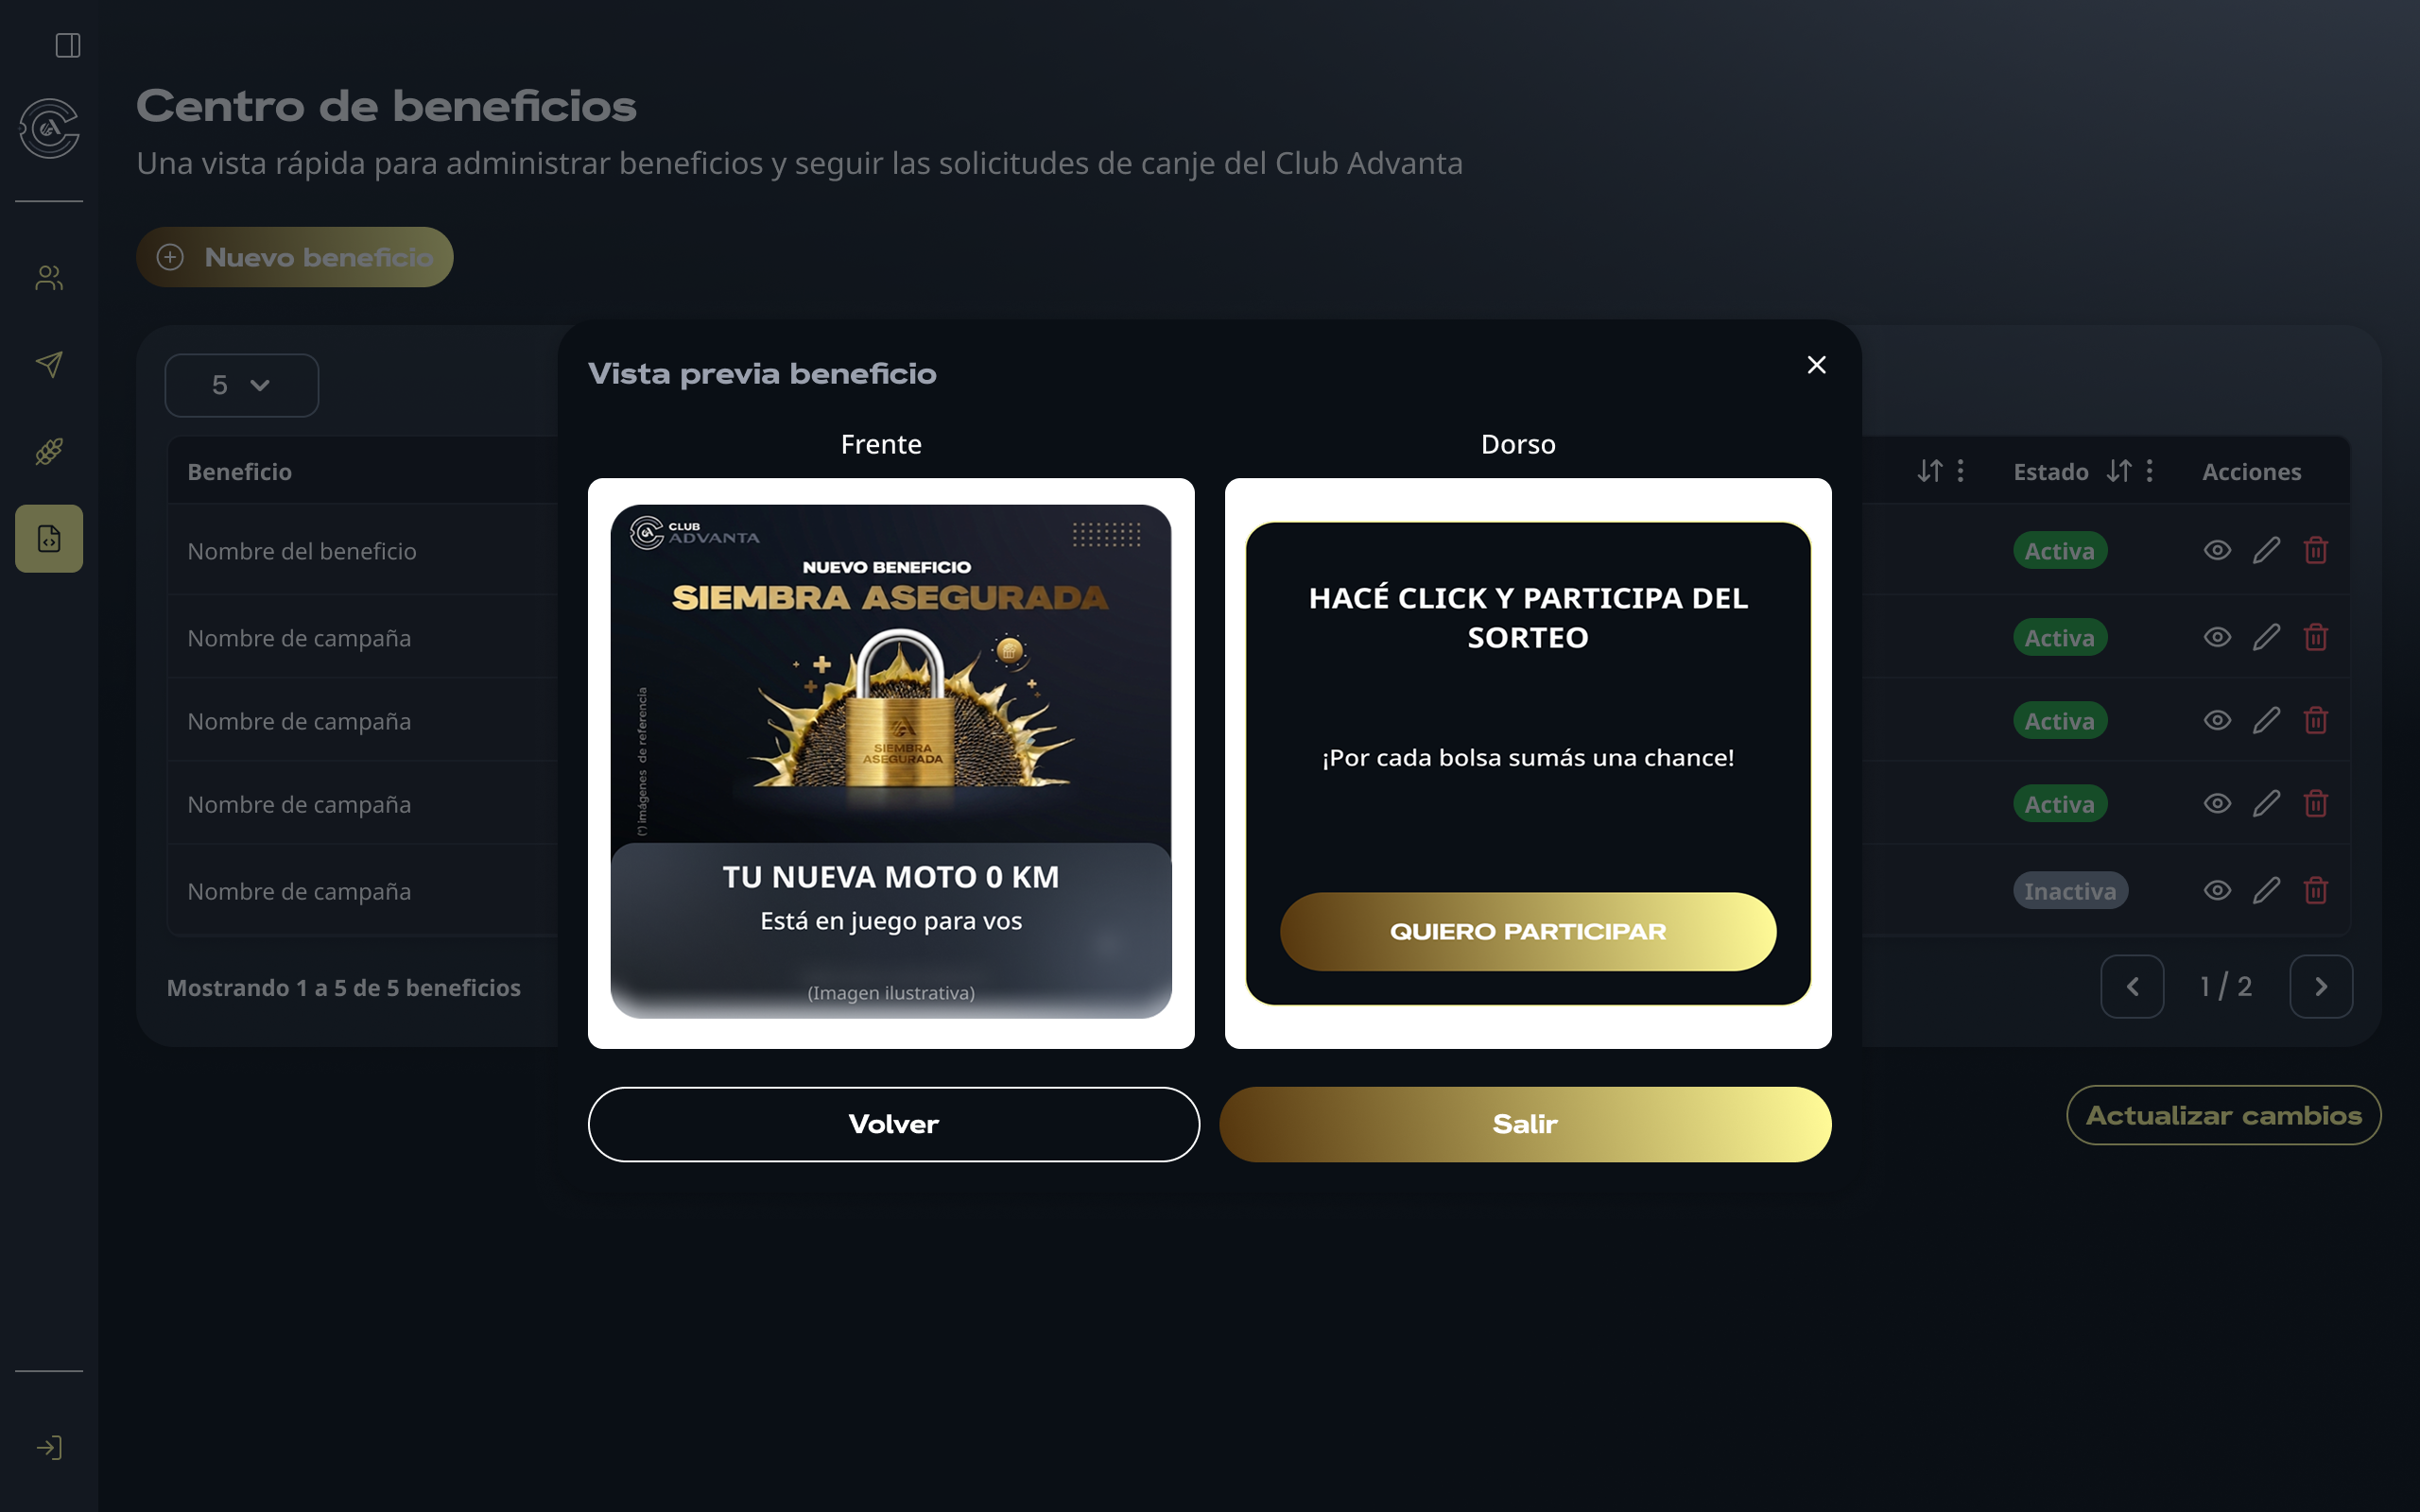 Centro de beneficios
Una vista rápida para administrar beneficios y seguir las solicitudes de canje del Club Advanta
Nuevo beneficio
5
Beneficio
Estado
Acciones
Nombre del beneficio
Activa
Nombre de campaña
Activa
Nombre de campaña
Activa
Nombre de campaña
Activa
Nombre de campaña
Inactiva
Mostrando 1 a 5 de 5 beneficios
1 / 2
Actualizar cambios
Vista previa beneficio
Frente
CLUB
ADVANTA
NUEVO BENEFICIO
SIEMBRA ASEGURADA
SIEMBRA
ASEGURADA
(*) imágenes de referencia
TU NUEVA MOTO 0 KM
Está en juego para vos
(Imagen ilustrativa)
Dorso
HACÉ CLICK Y PARTICIPA DEL
SORTEO
¡Por cada bolsa sumás una chance!
QUIERO PARTICIPAR
Volver
Salir